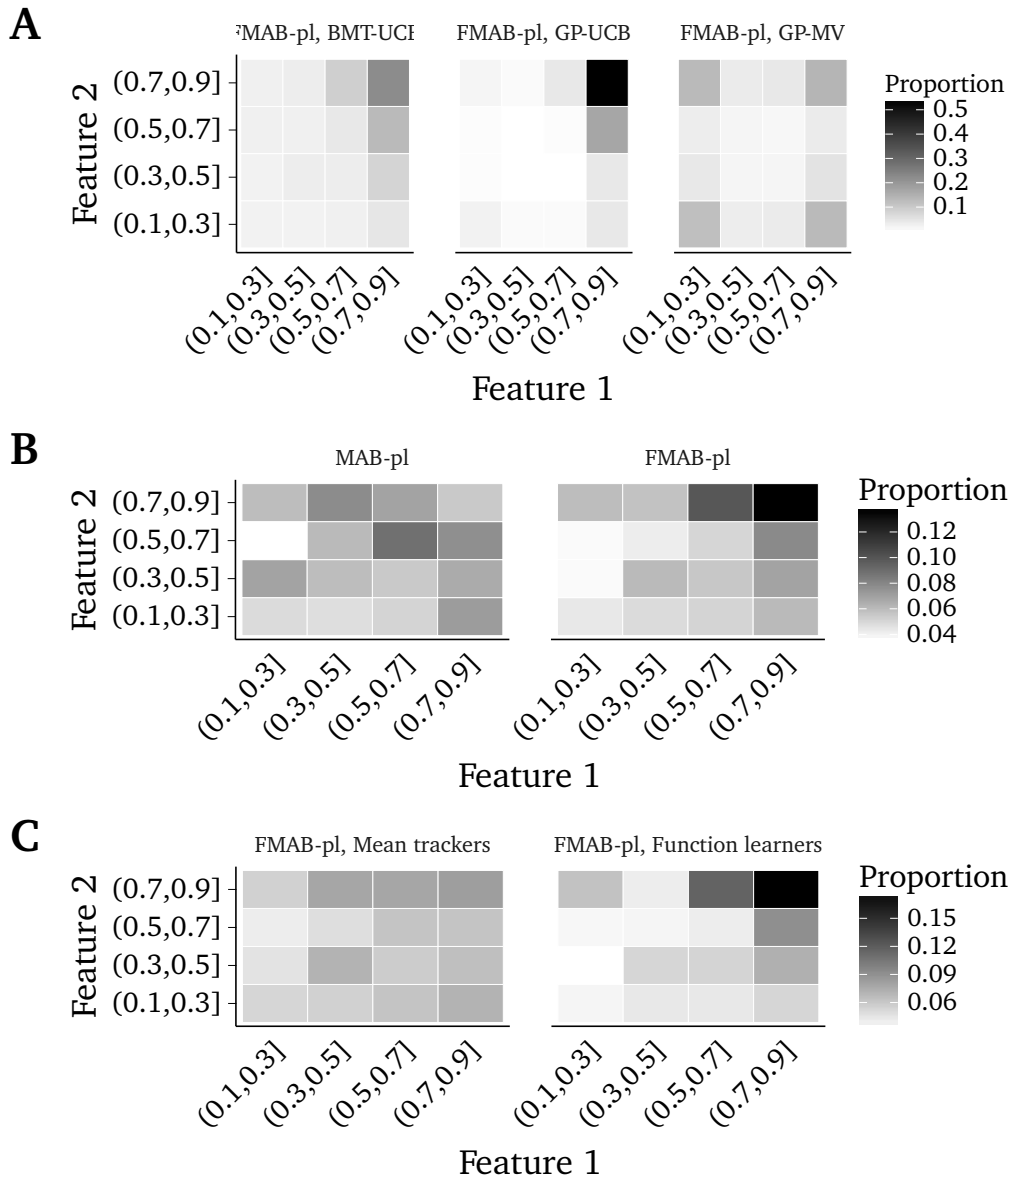 A
FMAB-pl, BMT-UCB
FMAB-pl, GP-UCB
FMAB-pl, GP-MV
Feature 2
(0.7,0.9]
(0.5,0.7]
(0.3,0.5]
(0.1,0.3]
Proportion
0.5
0.4
0.3
0.2
0.1
(0.1,0.3]
(0.3,0.5]
(0.5,0.7]
(0.7,0.9]
(0.1,0.3]
(0.3,0.5]
(0.5,0.7]
(0.7,0.9]
(0.1,0.3]
(0.3,0.5]
(0.5,0.7]
(0.7,0.9]
Feature 1
B
MAB-pl
FMAB-pl
Feature 2
(0.7,0.9]
(0.5,0.7]
(0.3,0.5]
(0.1,0.3]
Proportion
0.12
0.10
0.08
0.06
0.04
(0.1,0.3]
(0.3,0.5]
(0.5,0.7]
(0.7,0.9]
(0.1,0.3]
(0.3,0.5]
(0.5,0.7]
(0.7,0.9]
Feature 1
C
FMAB-pl, Mean trackers
FMAB-pl, Function learners
Feature 2
(0.7,0.9]
(0.5,0.7]
(0.3,0.5]
(0.1,0.3]
Proportion
0.15
0.12
0.09
0.06
(0.1,0.3]
(0.3,0.5]
(0.5,0.7]
(0.7,0.9]
(0.1,0.3]
(0.3,0.5]
(0.5,0.7]
(0.7,0.9]
Feature 1